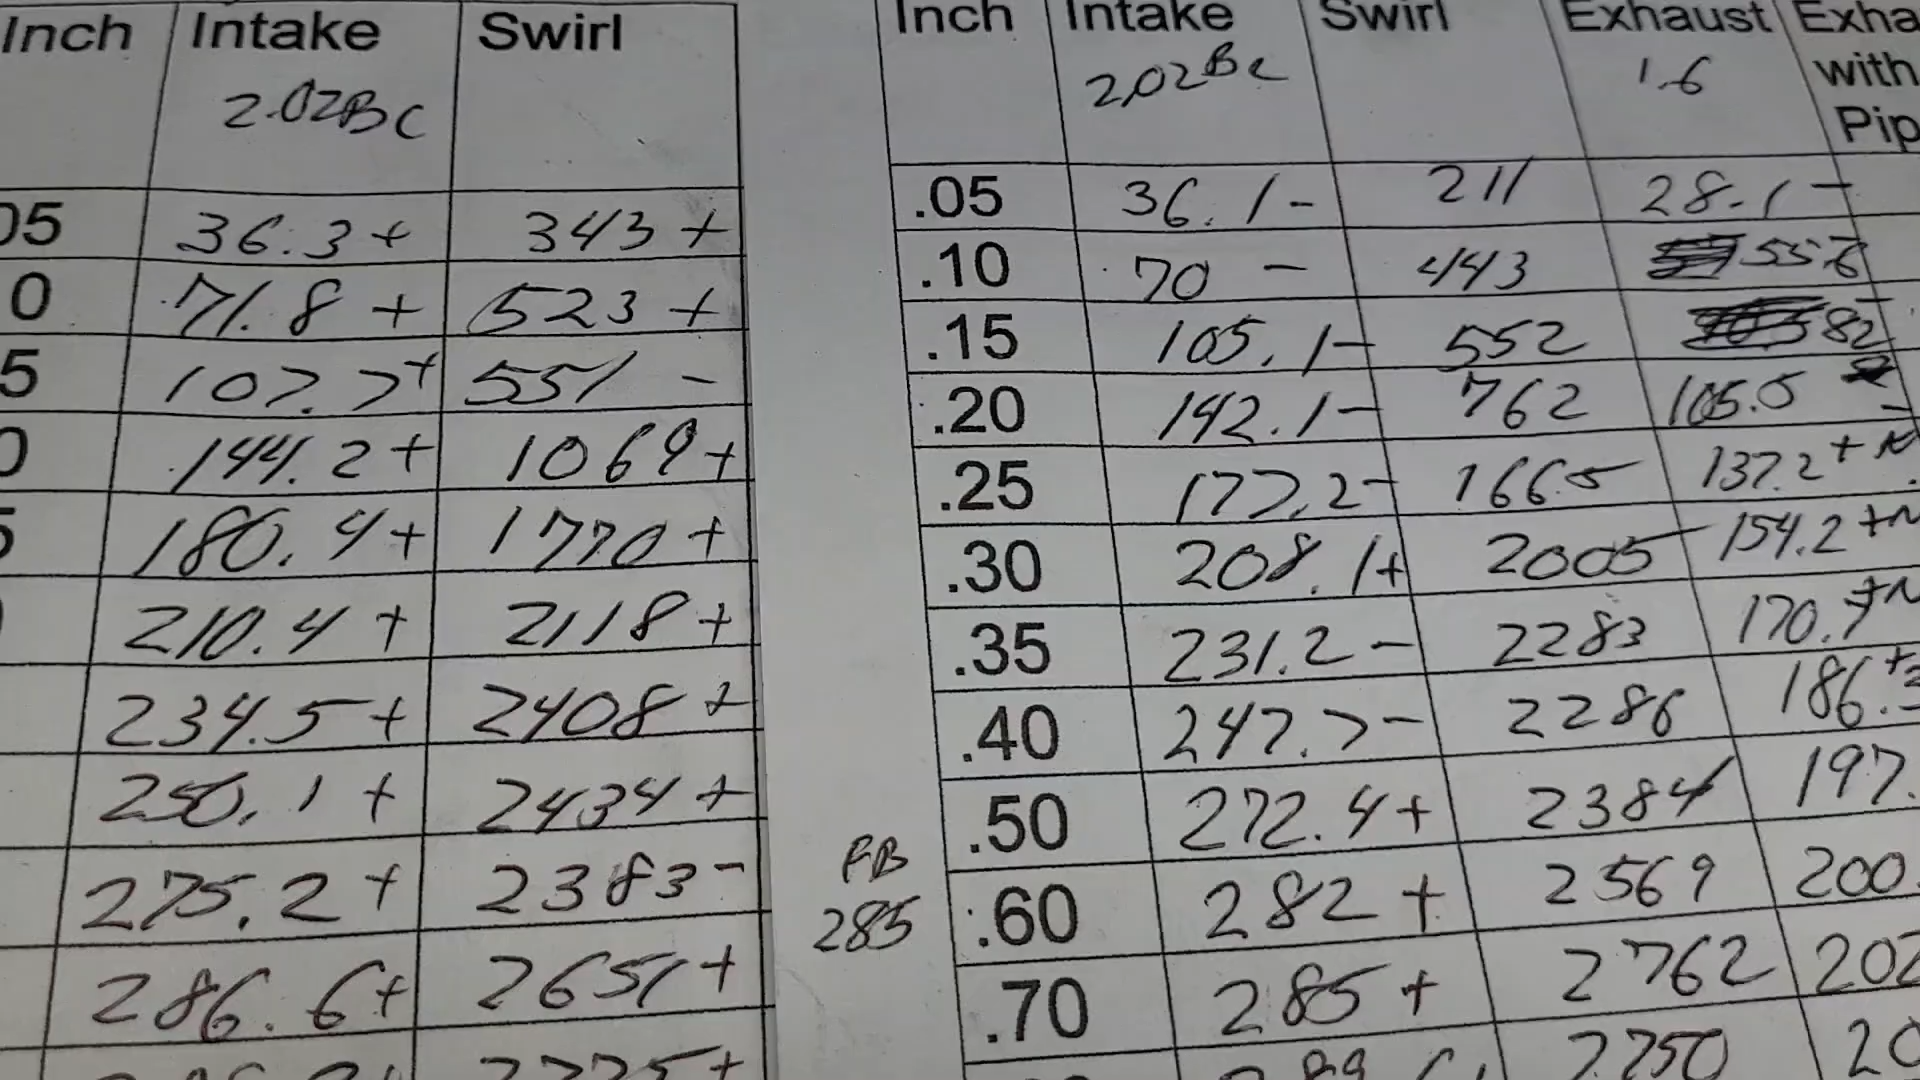 Inch Intake Swirl
2.02BC
05 36.3+ 343+
0 71.8+ 523+
5 107.7+ 551-
0 144.2+ 1069+
5 180.4+ 1770+
210.4+ 2118+
234.5+ 2408+
250.1+ 2434+
275.2+ 2383-
286.6+ 2651+
Inch Intake Swirl Exhaust Exha
2.02BC 1.6 with
Pip
.05 36.1- 211 28.1-
.10 70- 443
.15 105.1- 552 82
.20 142.1- 762 105.5
.25 177.2- 1665 137.2+N
.30 208.1+ 2005 154.2+N
.35 231.2- 2283 170.7+N
.40 247.7- 2286 186.
.50 272.4+ 2384 197.
FB
285
.60 282+ 2569 200.
.70 285+ 2762 202
2750 20